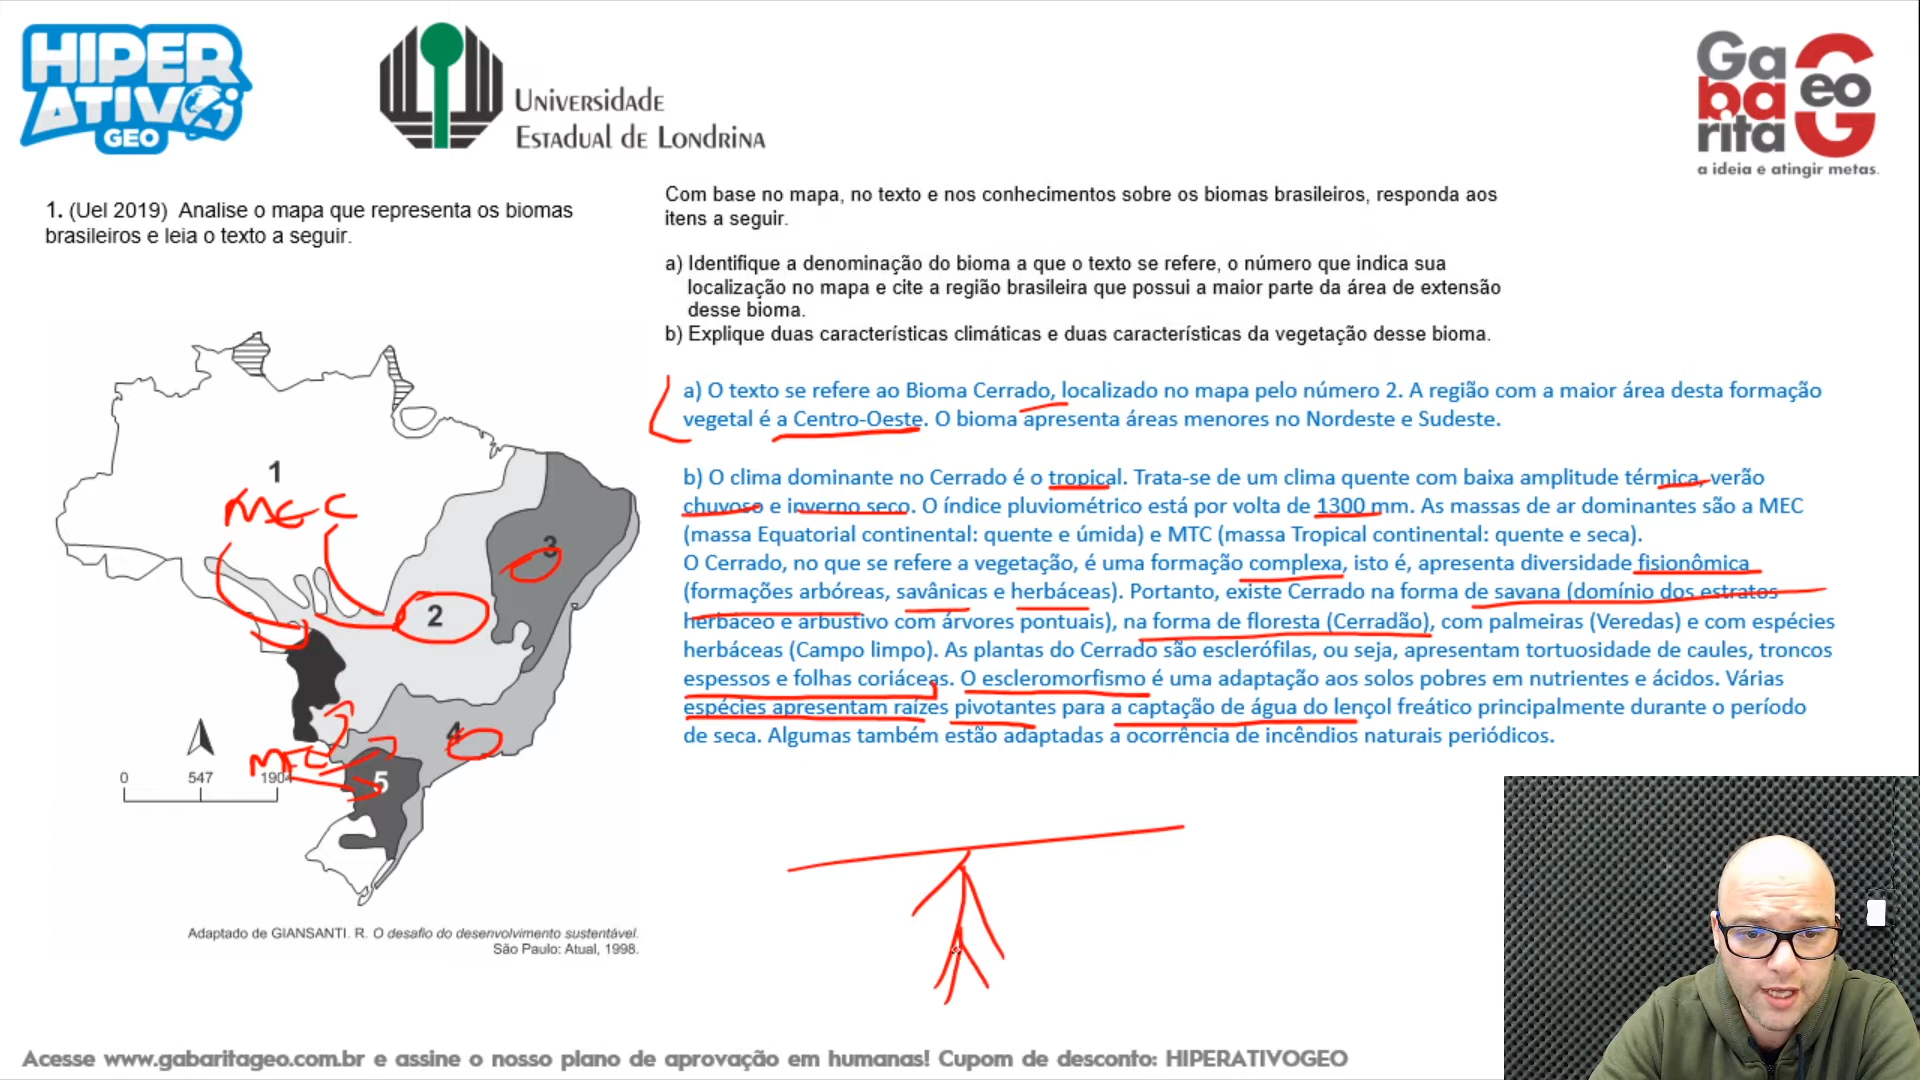 HIPER
ATIVO
GEO
UNIVERSIDADE
ESTADUAL DE LONDRINA
Gabarita
Geo
a ideia é atingir metas.
1. (Uel 2019) Analise o mapa que representa os biomas
brasileiros e leia o texto a seguir.
Com base no mapa, no texto e nos conhecimentos sobre os biomas brasileiros, responda aos
itens a seguir.
a) Identifique a denominação do bioma a que o texto se refere, o número que indica sua
localização no mapa e cite a região brasileira que possui a maior parte da área de extensão
desse bioma.
b) Explique duas características climáticas e duas características da vegetação desse bioma.
a) O texto se refere ao Bioma Cerrado, localizado no mapa pelo número 2. A região com a maior área desta formação
vegetal é a Centro-Oeste. O bioma apresenta áreas menores no Nordeste e Sudeste.
b) O clima dominante no Cerrado é o tropical. Trata-se de um clima quente com baixa amplitude térmica, verão
chuvoso e inverno seco. O índice pluviométrico está por volta de 1300 mm. As massas de ar dominantes são a MEC
(massa Equatorial continental: quente e úmida) e MTC (massa Tropical continental: quente e seca).
O Cerrado, no que se refere a vegetação, é uma formação complexa, isto é, apresenta diversidade fisionômica
(formações arbóreas, savânicas e herbáceas). Portanto, existe Cerrado na forma de savana (domínio dos estratos
herbáceo e arbustivo com árvores pontuais), na forma de floresta (Cerradão), com palmeiras (Veredas) e com espécies
herbáceas (Campo limpo). As plantas do Cerrado são esclerófilas, ou seja, apresentam tortuosidade de caules, troncos
espessos e folhas coriáceas. O escleromorfismo é uma adaptação aos solos pobres em nutrientes e ácidos. Várias
espécies apresentam raízes pivotantes para a captação de água do lençol freático principalmente durante o período
de seca. Algumas também estão adaptadas a ocorrência de incêndios naturais periódicos.
1
MEC
3
2
4
MTC
5
0 547 1904
Adaptado de GIANSANTI. R. O desafio do desenvolvimento sustentável.
São Paulo: Atual, 1998.
Acesse www.gabaritageo.com.br e assine o nosso plano de aprovação em humanas! Cupom de desconto: HIPERATIVOGEO